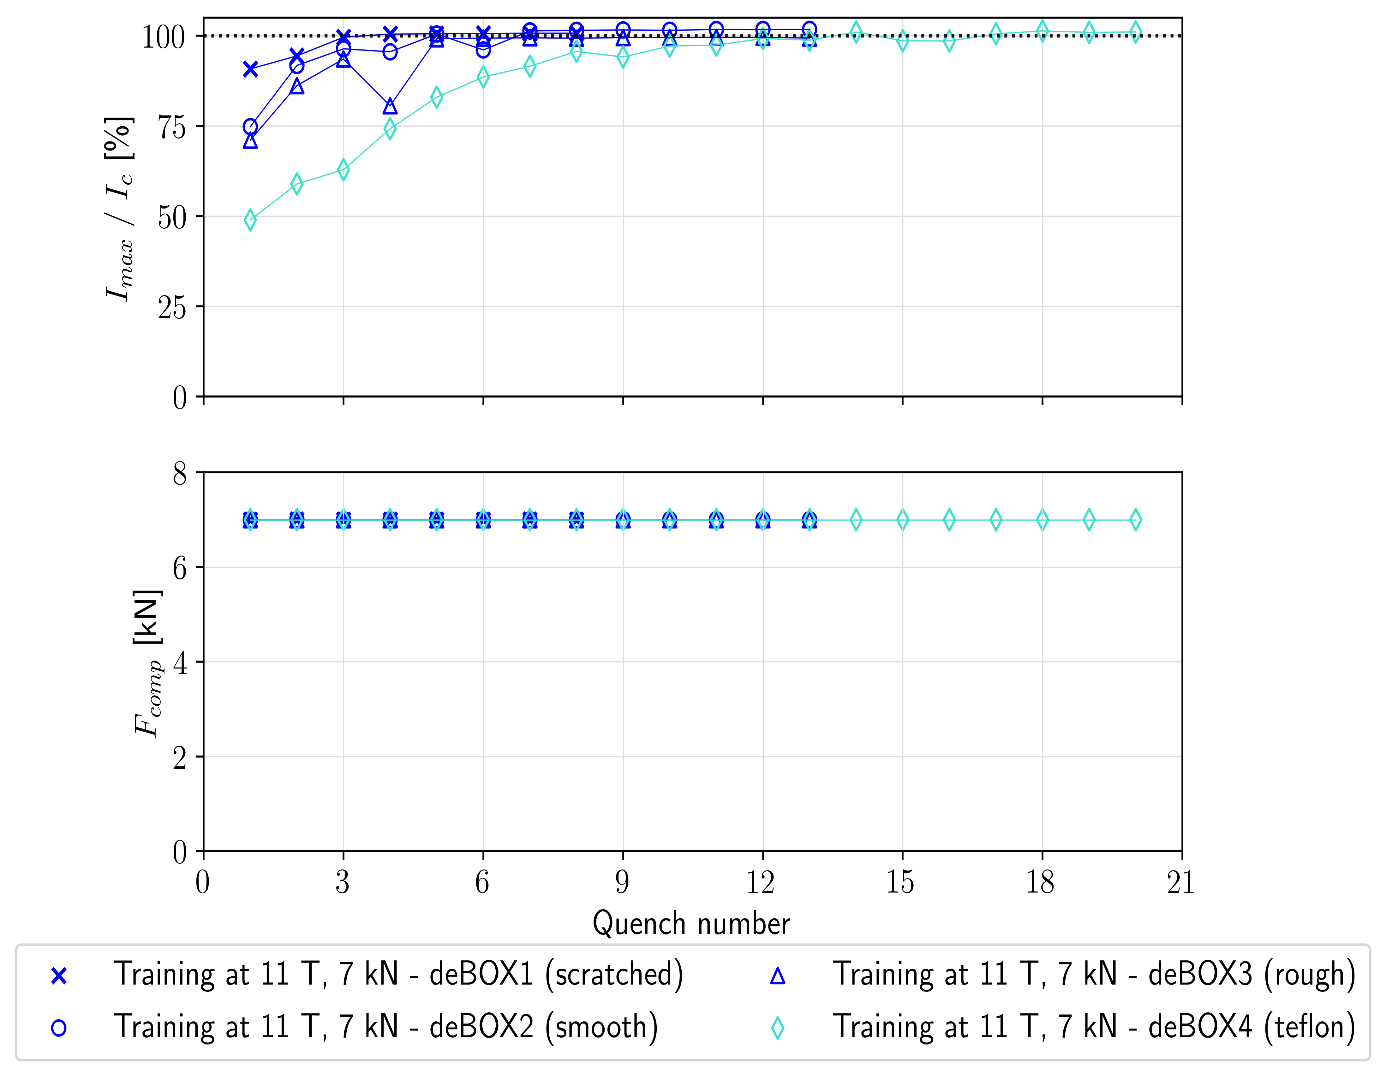 100
75
50
25
0
I_max / I_c [%]
8
6
4
2
0
F_comp [kN]
0 3 6 9 12 15 18 21
Quench number
Training at 11 T, 7 kN - deBOX1 (scratched)
Training at 11 T, 7 kN - deBOX2 (smooth)
Training at 11 T, 7 kN - deBOX3 (rough)
Training at 11 T, 7 kN - deBOX4 (teflon)